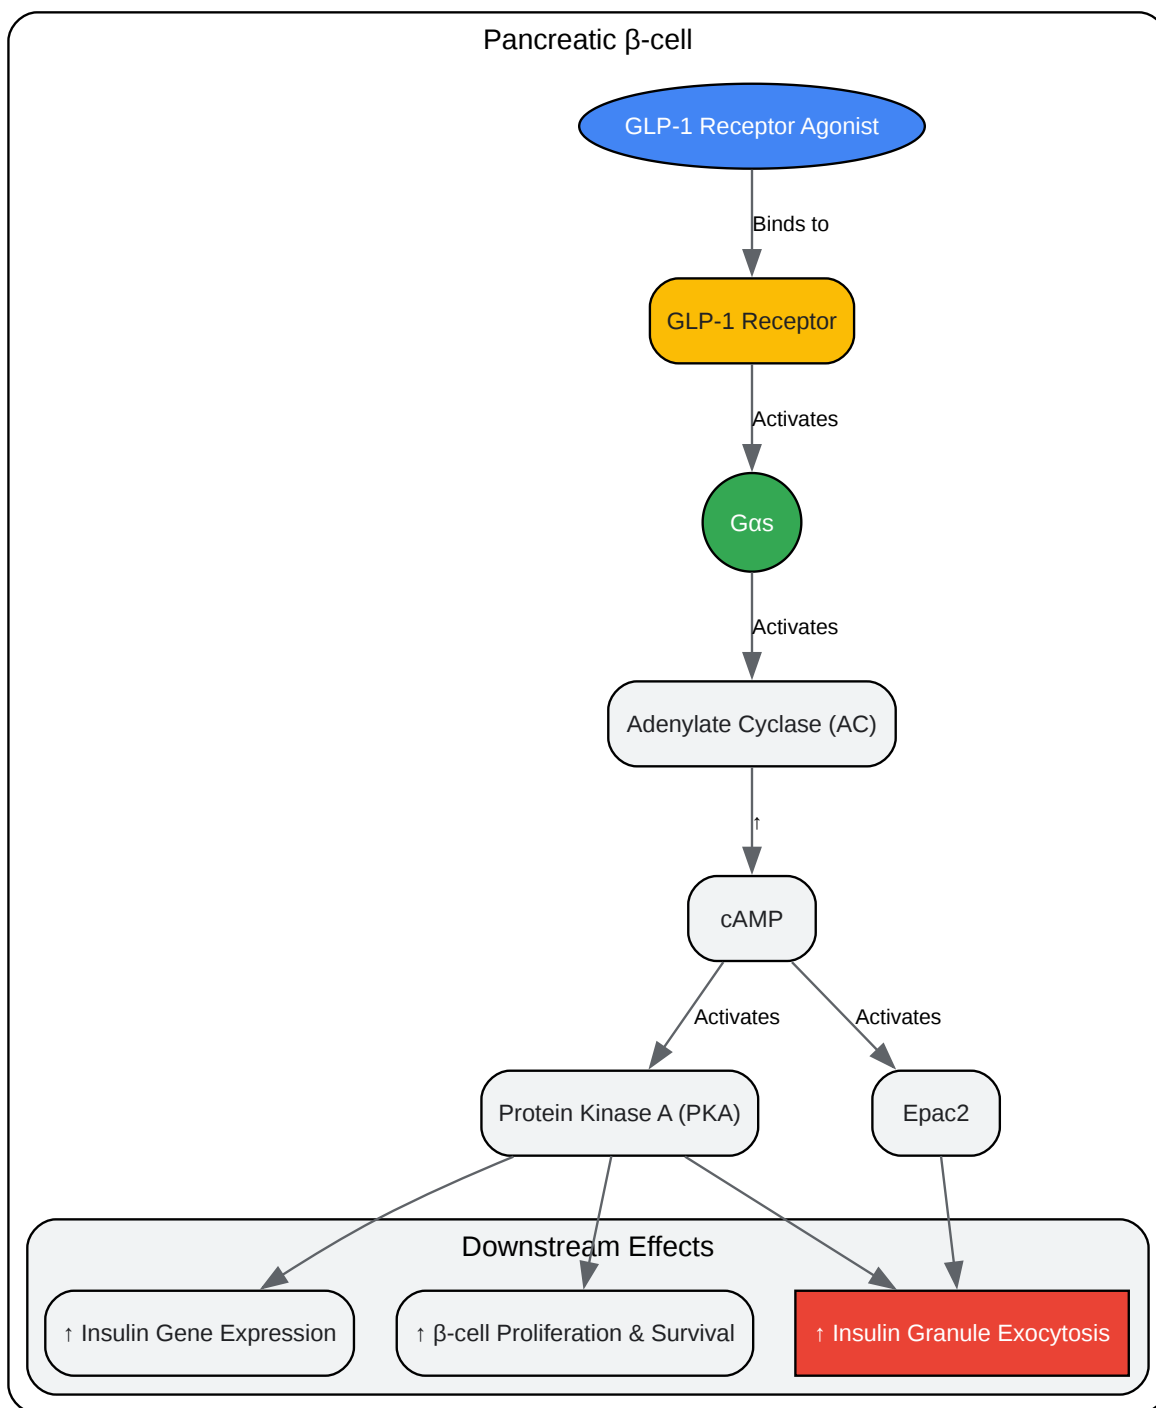 Pancreatic β-cell
GLP-1 Receptor Agonist
Binds to
GLP-1 Receptor
Activates
Gαs
Activates
Adenylate Cyclase (AC)
↑
cAMP
Activates
Activates
Protein Kinase A (PKA)
Epac2
Downstream Effects
↑ Insulin Gene Expression
↑ β-cell Proliferation & Survival
↑ Insulin Granule Exocytosis